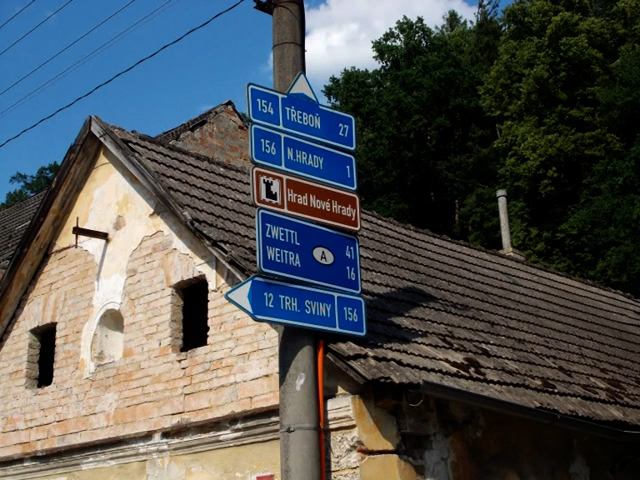 154 TŘEBOŇ 27
156 N.HRADY 1
Hrad Nové Hrady
ZWETTL 41
A
WEITRA 16
12 TRH. SVINY 156